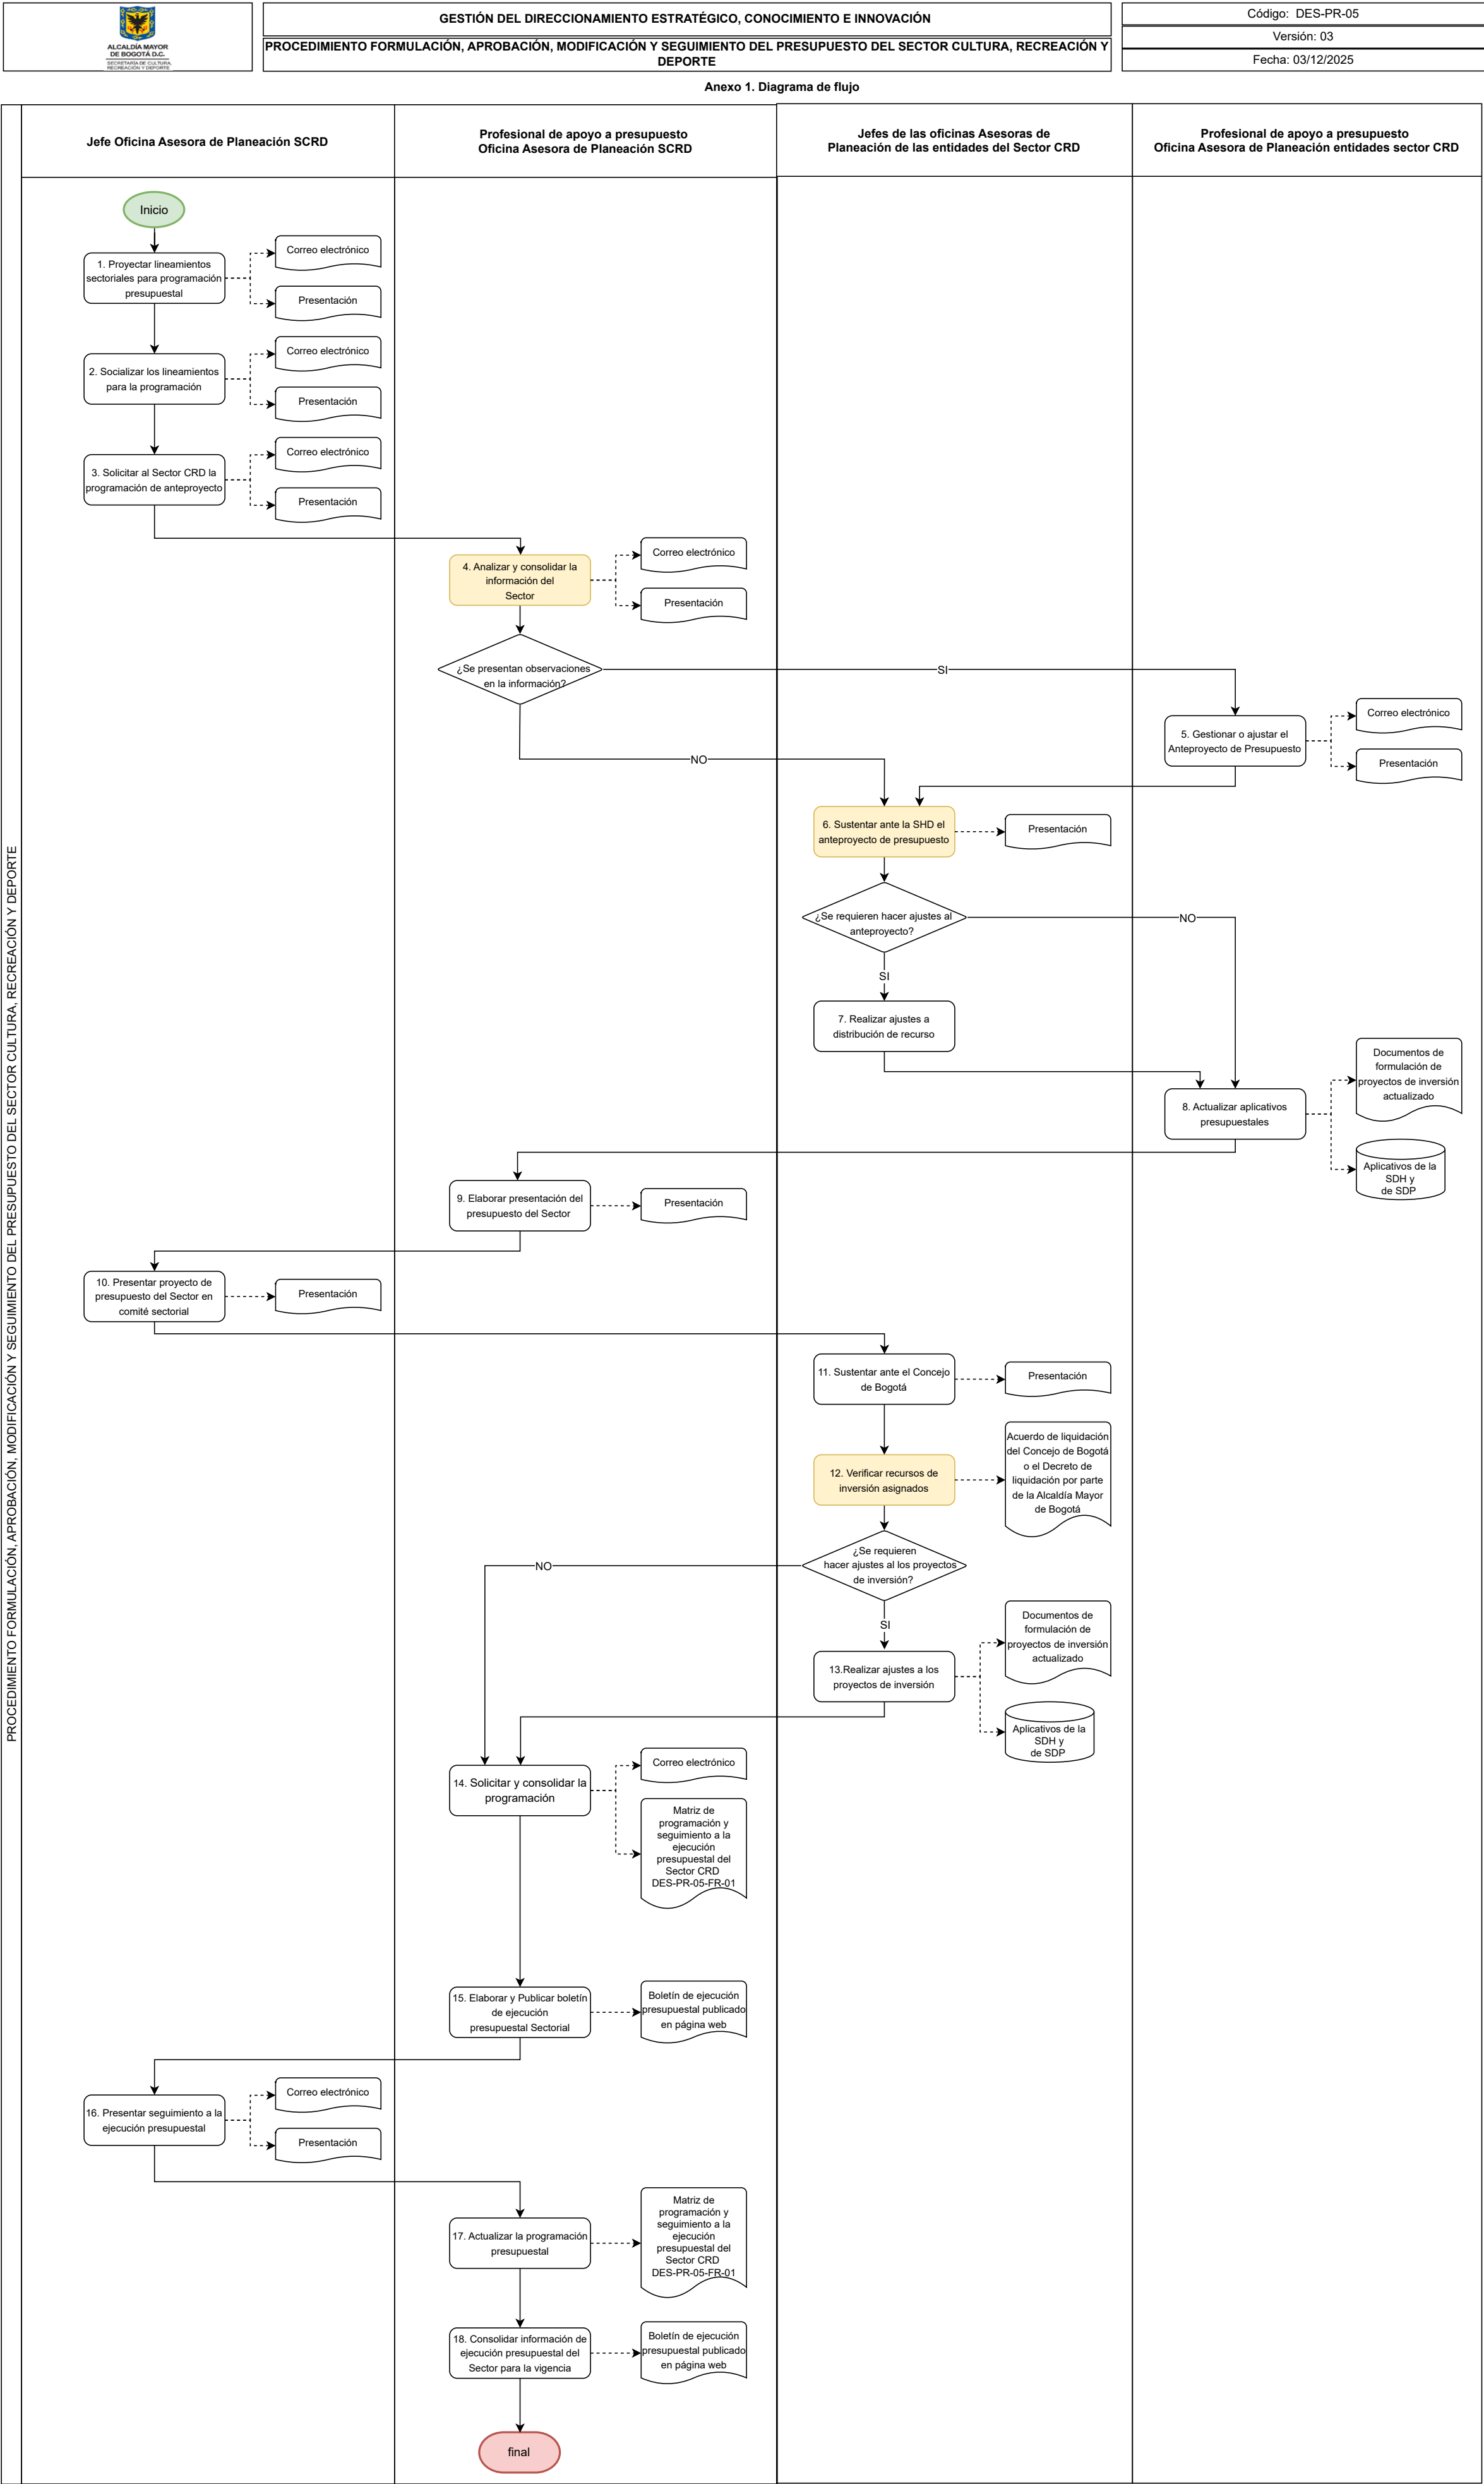 ALCALDÍA MAYOR
DE BOGOTÁ D.C.
SECRETARÍA DE CULTURA,
RECREACIÓN Y DEPORTE
GESTIÓN DEL DIRECCIONAMIENTO ESTRATÉGICO, CONOCIMIENTO E INNOVACIÓN
PROCEDIMIENTO FORMULACIÓN, APROBACIÓN, MODIFICACIÓN Y SEGUIMIENTO DEL PRESUPUESTO DEL SECTOR CULTURA, RECREACIÓN Y
DEPORTE
Código: DES-PR-05
Versión: 03
Fecha: 03/12/2025
Anexo 1. Diagrama de flujo
PROCEDIMIENTO FORMULACIÓN, APROBACIÓN, MODIFICACIÓN Y SEGUIMIENTO DEL PRESUPUESTO DEL SECTOR CULTURA, RECREACIÓN Y DEPORTE
Jefe Oficina Asesora de Planeación SCRD
Profesional de apoyo a presupuesto
Oficina Asesora de Planeación SCRD
Jefes de las oficinas Asesoras de
Planeación de las entidades del Sector CRD
Profesional de apoyo a presupuesto
Oficina Asesora de Planeación entidades sector CRD
Inicio
1. Proyectar lineamientos
sectoriales para programación
presupuestal
Correo electrónico
Presentación
2. Socializar los lineamientos
para la programación
Correo electrónico
Presentación
3. Solicitar al Sector CRD la
programación de anteproyecto
Correo electrónico
Presentación
4. Analizar y consolidar la
información del
Sector
Correo electrónico
Presentación
¿Se presentan observaciones
en la información?
SI
NO
5. Gestionar o ajustar el
Anteproyecto de Presupuesto
Correo electrónico
Presentación
6. Sustentar ante la SHD el
anteproyecto de presupuesto
Presentación
¿Se requieren hacer ajustes al
anteproyecto?
NO
SI
7. Realizar ajustes a
distribución de recurso
8. Actualizar aplicativos
presupuestales
Documentos de
formulación de
proyectos de inversión
actualizado
Aplicativos de la
SDH y
de SDP
9. Elaborar presentación del
presupuesto del Sector
Presentación
10. Presentar proyecto de
presupuesto del Sector en
comité sectorial
Presentación
11. Sustentar ante el Concejo
de Bogotá
Presentación
12. Verificar recursos de
inversión asignados
Acuerdo de liquidación
del Concejo de Bogotá
o el Decreto de
liquidación por parte
de la Alcaldía Mayor
de Bogotá
¿Se requieren
hacer ajustes al los proyectos
de inversión?
NO
SI
13.Realizar ajustes a los
proyectos de inversión
Documentos de
formulación de
proyectos de inversión
actualizado
Aplicativos de la
SDH y
de SDP
14. Solicitar y consolidar la
programación
Correo electrónico
Matriz de
programación y
seguimiento a la
ejecución
presupuestal del
Sector CRD
DES-PR-05-FR-01
15. Elaborar y Publicar boletín
de ejecución
presupuestal Sectorial
Boletín de ejecución
presupuestal publicado
en página web
16. Presentar seguimiento a la
ejecución presupuestal
Correo electrónico
Presentación
17. Actualizar la programación
presupuestal
Matriz de
programación y
seguimiento a la
ejecución
presupuestal del
Sector CRD
DES-PR-05-FR-01
18. Consolidar información de
ejecución presupuestal del
Sector para la vigencia
Boletín de ejecución
presupuestal publicado
en página web
final